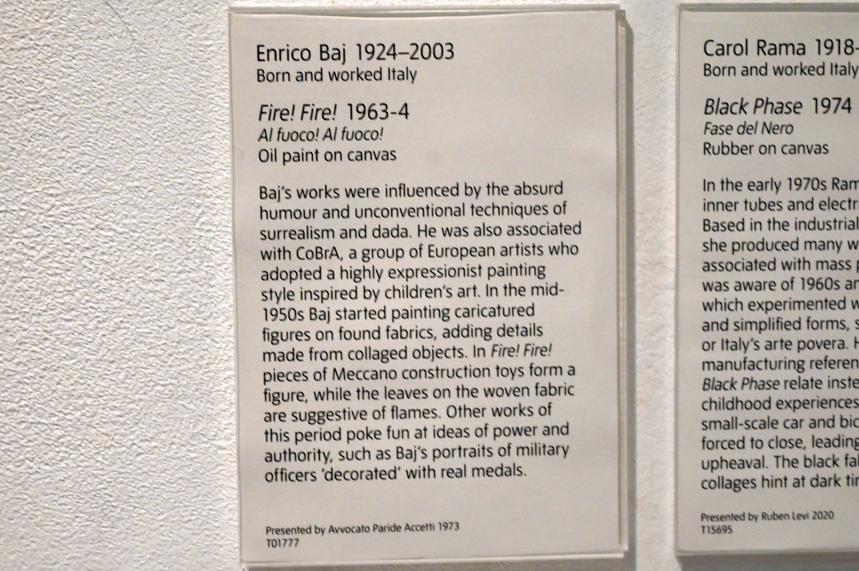 Enrico Baj 1924–2003
Born and worked Italy
Fire! Fire! 1963-4
Al fuoco! Al fuoco!
Oil paint on canvas
Baj's works were influenced by the absurd
humour and unconventional techniques of
surrealism and dada. He was also associated
with CoBrA, a group of European artists who
adopted a highly expressionist painting
style inspired by children's art. In the mid-
1950s Baj started painting caricatured
figures on found fabrics, adding details
made from collaged objects. In Fire! Fire!
pieces of Meccano construction toys form a
figure, while the leaves on the woven fabric
are suggestive of flames. Other works of
this period poke fun at ideas of power and
authority, such as Baj's portraits of military
officers 'decorated' with real medals.
Presented by Avvocato Paride Accetti 1973
T01777
Carol Rama 1918-
Born and worked Italy
Black Phase 1974
Fase del Nero
Rubber on canvas
In the early 1970s Ram
inner tubes and electr
Based in the industrial
she produced many w
associated with mass
was aware of 1960s
which experimented
and simplified forms,
or Italy's arte povera.
manufacturing referen
Black Phase relate inste
childhood experiences
small-scale car and bic
forced to close, leading
upheaval. The black fa
collages hint at dark
Presented by Ruben Levi 2020
T15695